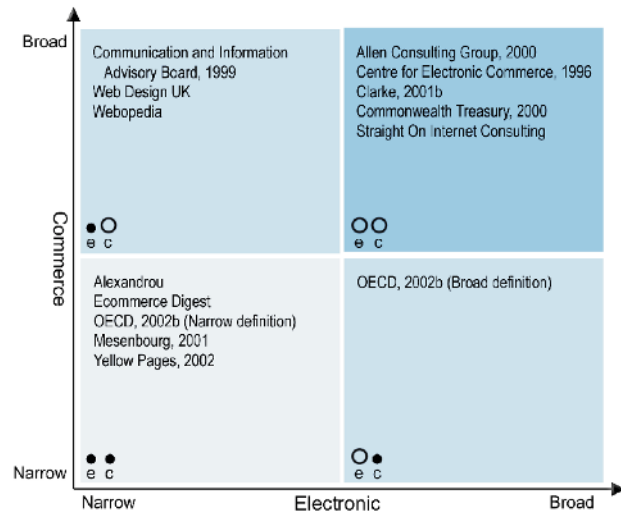 Broad
Communication and Information
Advisory Board, 1999
Web Design UK
Webopedia
e c
Allen Consulting Group, 2000
Centre for Electronic Commerce, 1996
Clarke, 2001b
Commonwealth Treasury, 2000
Straight On Internet Consulting
e c
Commerce
Alexandrou
Ecommerce Digest
OECD, 2002b (Narrow definition)
Mesenbourg, 2001
Yellow Pages, 2002
e c
OECD, 2002b (Broad definition)
e c
Narrow
Narrow
Electronic
Broad